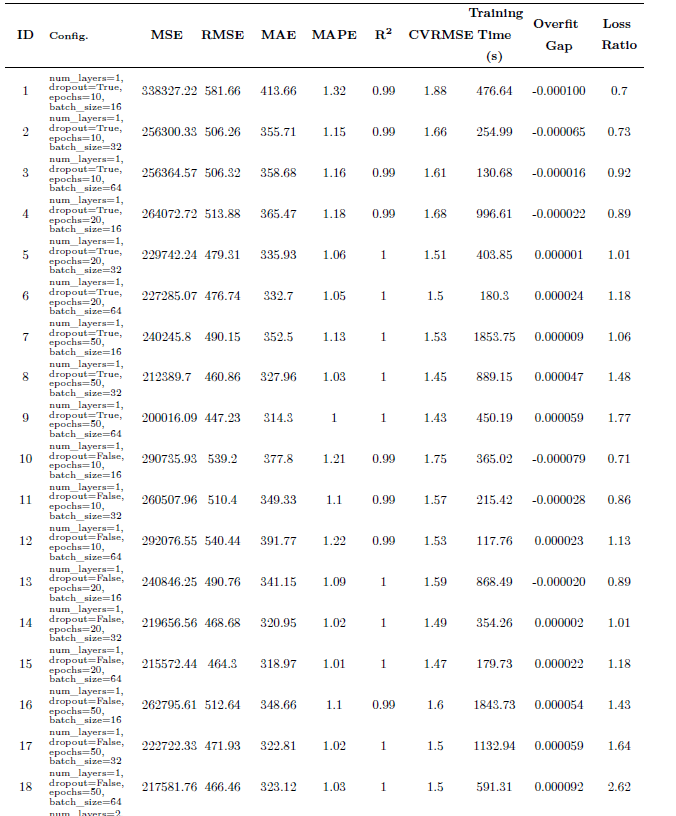 ID Config. MSE RMSE MAE MAPE R² CVRMSE Training Time (s) Overfit Gap Loss Ratio
num_layers=1,
dropout=True,
1 338327.22 581.66 413.66 1.32 0.99 1.88 476.64 -0.000100 0.7
epochs=10,
batch_size=16
num_layers=1,
dropout=True,
2 256300.33 506.26 355.71 1.15 0.99 1.66 254.99 -0.000065 0.73
epochs=10,
batch_size=32
num_layers=1,
dropout=True,
3 256364.57 506.32 358.68 1.16 0.99 1.61 130.68 -0.000016 0.92
epochs=10,
batch_size=64
num_layers=1,
dropout=True,
4 264072.72 513.88 365.47 1.18 0.99 1.68 996.61 -0.000022 0.89
epochs=20,
batch_size=16
num_layers=1,
dropout=True,
5 229742.24 479.31 335.93 1.06 1 1.51 403.85 0.000001 1.01
epochs=20,
batch_size=32
num_layers=1,
dropout=True,
6 227285.07 476.74 332.7 1.05 1 1.5 180.3 0.000024 1.18
epochs=20,
batch_size=64
num_layers=1,
dropout=True,
7 240245.8 490.15 352.5 1.13 1 1.53 1853.75 0.000009 1.06
epochs=50,
batch_size=16
num_layers=1,
dropout=True,
8 212389.7 460.86 327.96 1.03 1 1.45 889.15 0.000047 1.48
epochs=50,
batch_size=32
num_layers=1,
dropout=True,
9 200016.09 447.23 314.3 1 1 1.43 450.19 0.000059 1.77
epochs=50,
batch_size=64
num_layers=1,
dropout=False,
10 290735.93 539.2 377.8 1.21 0.99 1.75 365.02 -0.000079 0.71
epochs=10,
batch_size=16
num_layers=1,
dropout=False,
11 260507.96 510.4 349.33 1.1 0.99 1.57 215.42 -0.000028 0.86
epochs=10,
batch_size=32
num_layers=1,
dropout=False,
12 292076.55 540.44 391.77 1.22 0.99 1.53 117.76 0.000023 1.13
epochs=10,
batch_size=64
num_layers=1,
dropout=False,
13 240846.25 490.76 341.15 1.09 1 1.59 868.49 -0.000020 0.89
epochs=20,
batch_size=16
num_layers=1,
dropout=False,
14 219656.56 468.68 320.95 1.02 1 1.49 354.26 0.000002 1.01
epochs=20,
batch_size=32
num_layers=1,
dropout=False,
15 215572.44 464.3 318.97 1.01 1 1.47 179.73 0.000022 1.18
epochs=20,
batch_size=64
num_layers=1,
dropout=False,
16 262795.61 512.64 348.66 1.1 0.99 1.6 1843.73 0.000054 1.43
epochs=50,
batch_size=16
num_layers=1,
dropout=False,
17 222722.33 471.93 322.81 1.02 1 1.5 1132.94 0.000059 1.64
epochs=50,
batch_size=32
num_layers=1,
dropout=False,
18 217581.76 466.46 323.12 1.03 1 1.5 591.31 0.000092 2.62
epochs=50,
batch_size=64